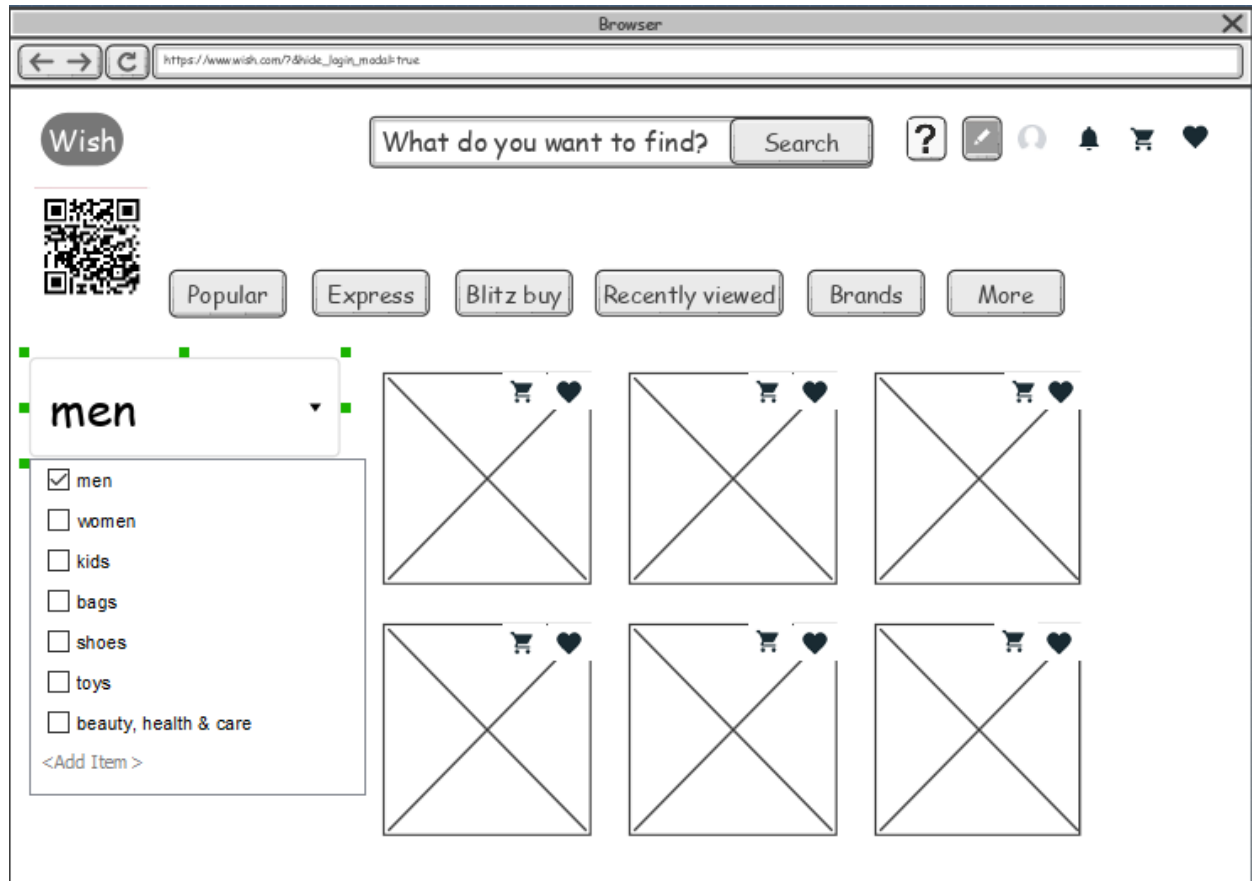 Browser
https://www.wish.com/?&hide_login_modal=true
Wish
What do you want to find?
Search
?
Popular
Express
Blitz buy
Recently viewed
Brands
More
men
men
women
kids
bags
shoes
toys
beauty, health & care
<Add Item >